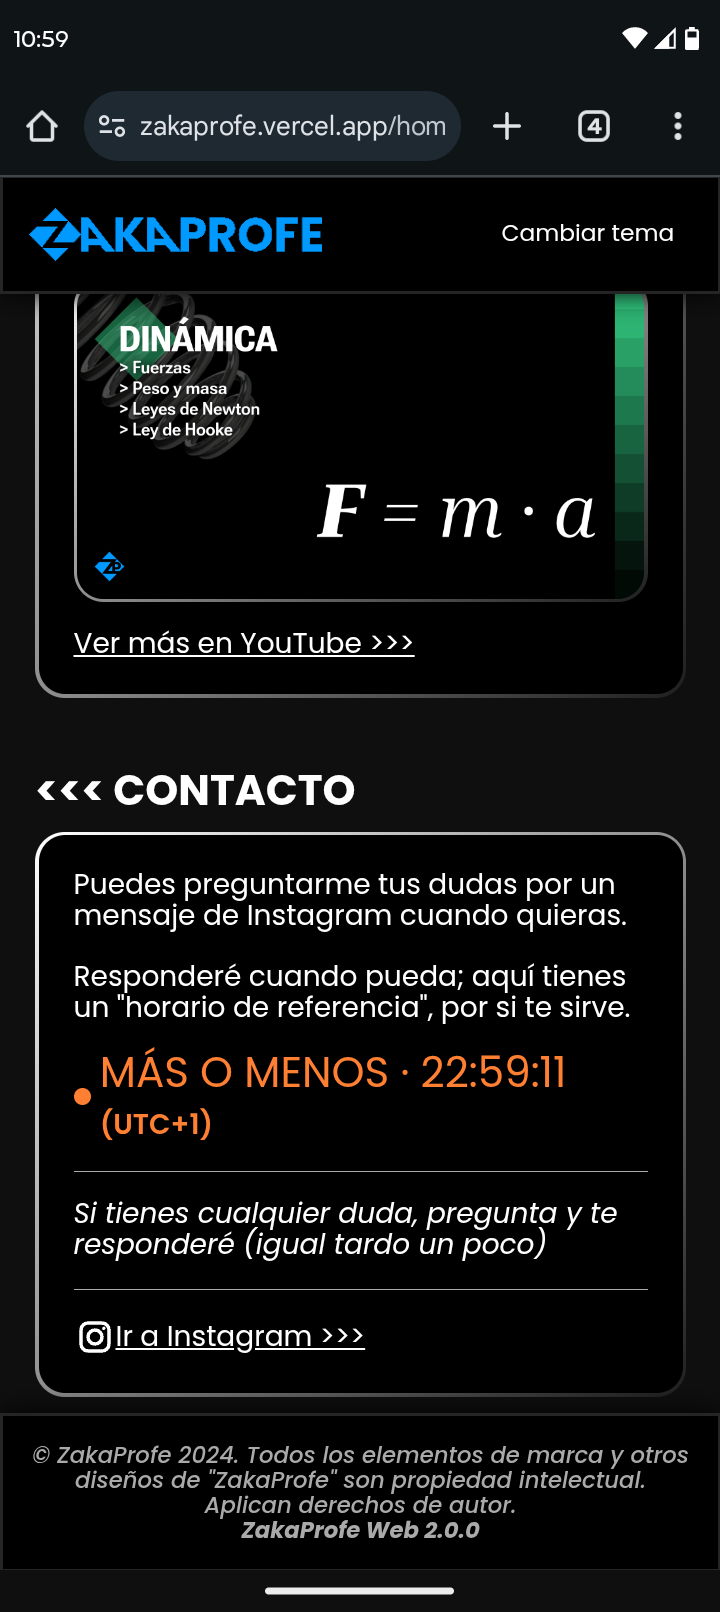 10:59
zakaprofe.vercel.app/hom
4
ZAKAPROFE
Cambiar tema
DINÁMICA
> Fuerzas
> Peso y masa
> Leyes de Newton
> Ley de Hooke
F = m · a
Ver más en YouTube >>>
<<< CONTACTO
Puedes preguntarme tus dudas por un
mensaje de Instagram cuando quieras.
Responderé cuando pueda; aquí tienes
un "horario de referencia", por si te sirve.
MÁS O MENOS · 22:59:11
(UTC+1)
Si tienes cualquier duda, pregunta y te
responderé (igual tardo un poco)
Ir a Instagram >>>
© ZakaProfe 2024. Todos los elementos de marca y otros
diseños de "ZakaProfe" son propiedad intelectual.
Aplican derechos de autor.
ZakaProfe Web 2.0.0